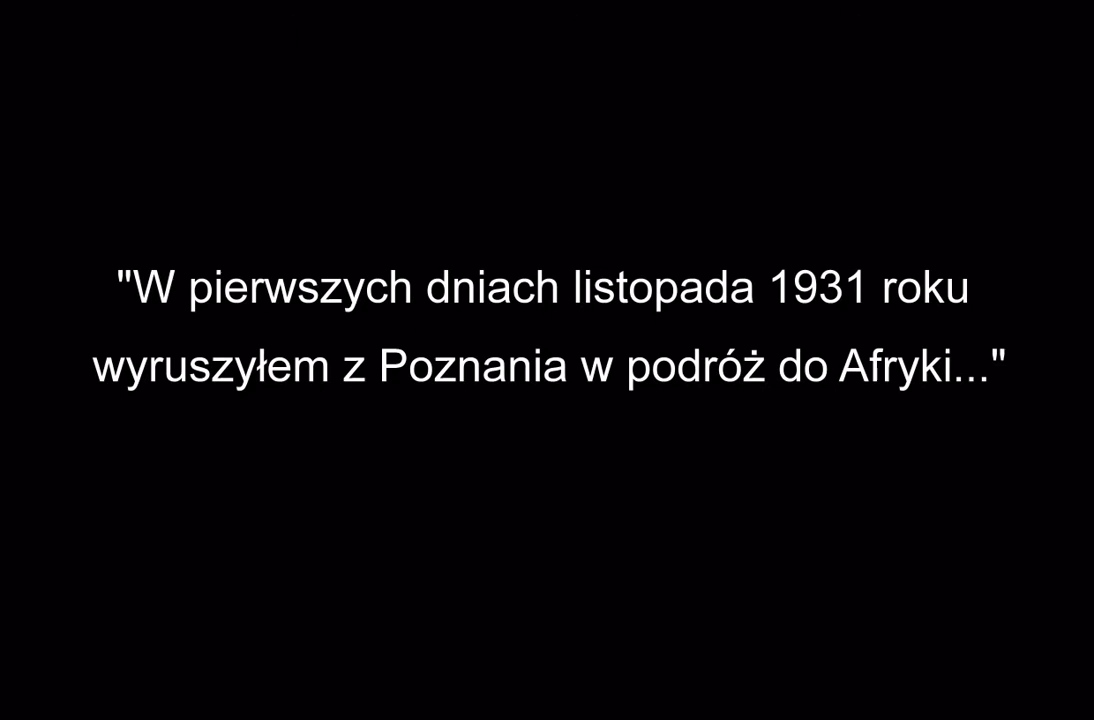 "W pierwszych dniach listopada 1931 roku
wyruszyłem z Poznania w podróż do Afryki..."